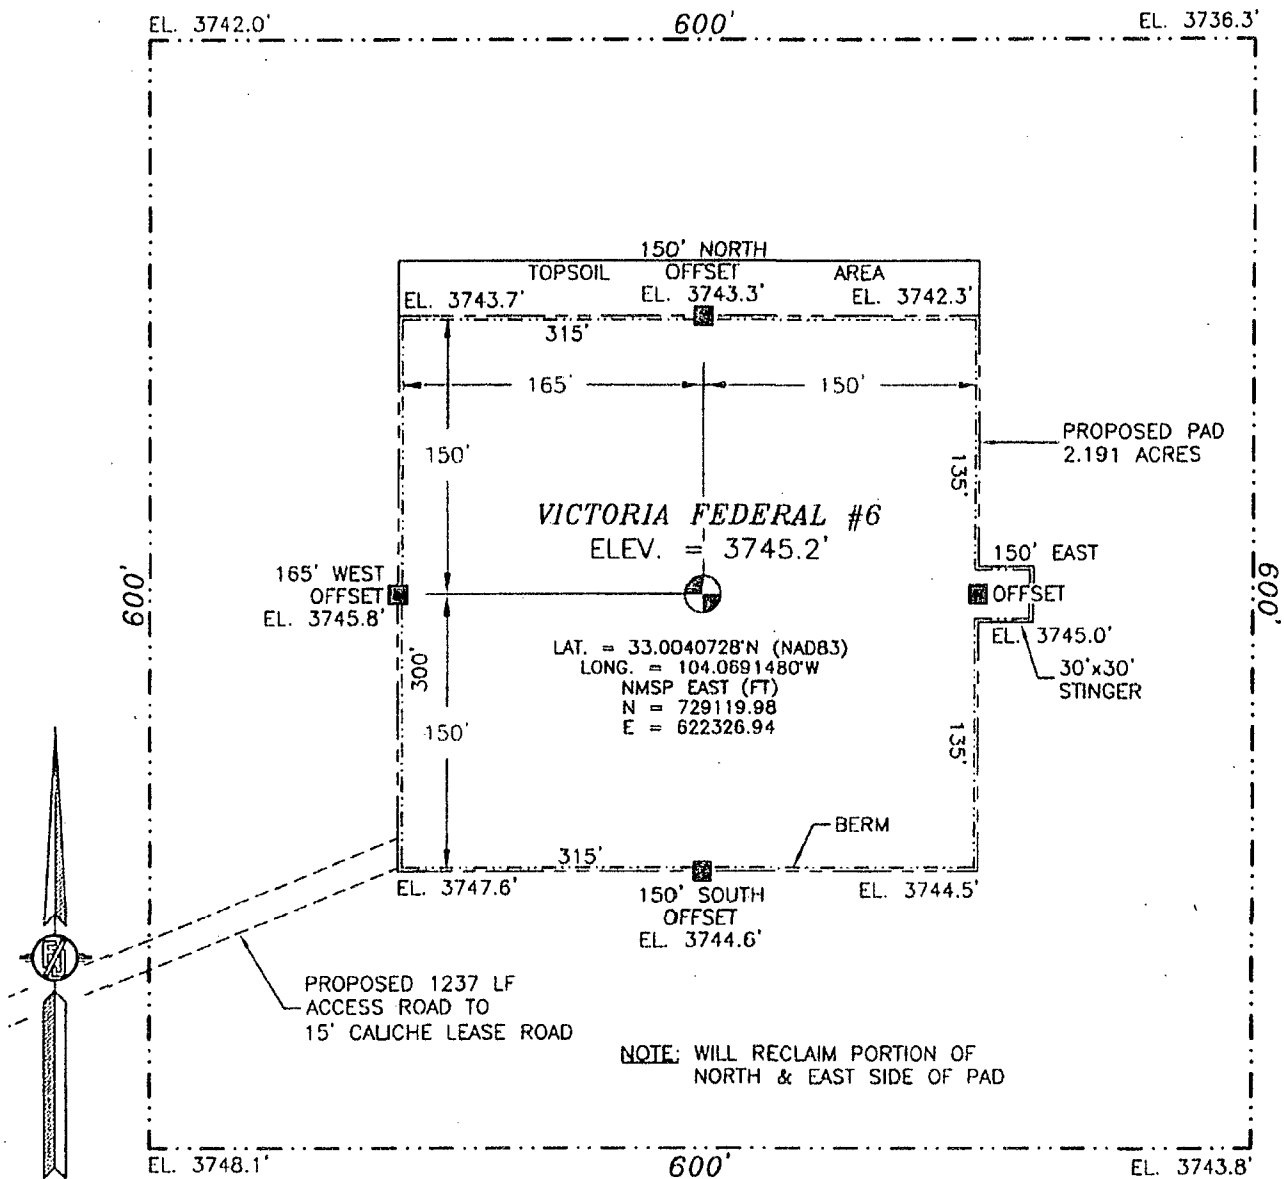 EL. 3742.0'
600'
EL. 3736.3'
150' NORTH
TOPSOIL OFFSET AREA
EL. 3743.7' EL. 3743.3' EL. 3742.3'
315'
165' 150'
150'
135'
PROPOSED PAD
2.191 ACRES
VICTORIA FEDERAL #6
ELEV. = 3745.2'
600'
165' WEST
OFFSET
EL. 3745.8'
150' EAST
OFFSET
EL. 3745.0'
600'
30'x30'
STINGER
LAT. = 33.0040728'N (NAD83)
LONG. = 104.0691480'W
NMSP EAST (FT)
N = 729119.98
E = 622326.94
300'
150'
135'
BERM
315'
EL. 3747.6'
150' SOUTH
OFFSET
EL. 3744.6'
EL. 3744.5'
PROPOSED 1237 LF
ACCESS ROAD TO
15' CALICHE LEASE ROAD
NOTE: WILL RECLAIM PORTION OF
NORTH & EAST SIDE OF PAD
EL. 3748.1'
600'
EL. 3743.8'